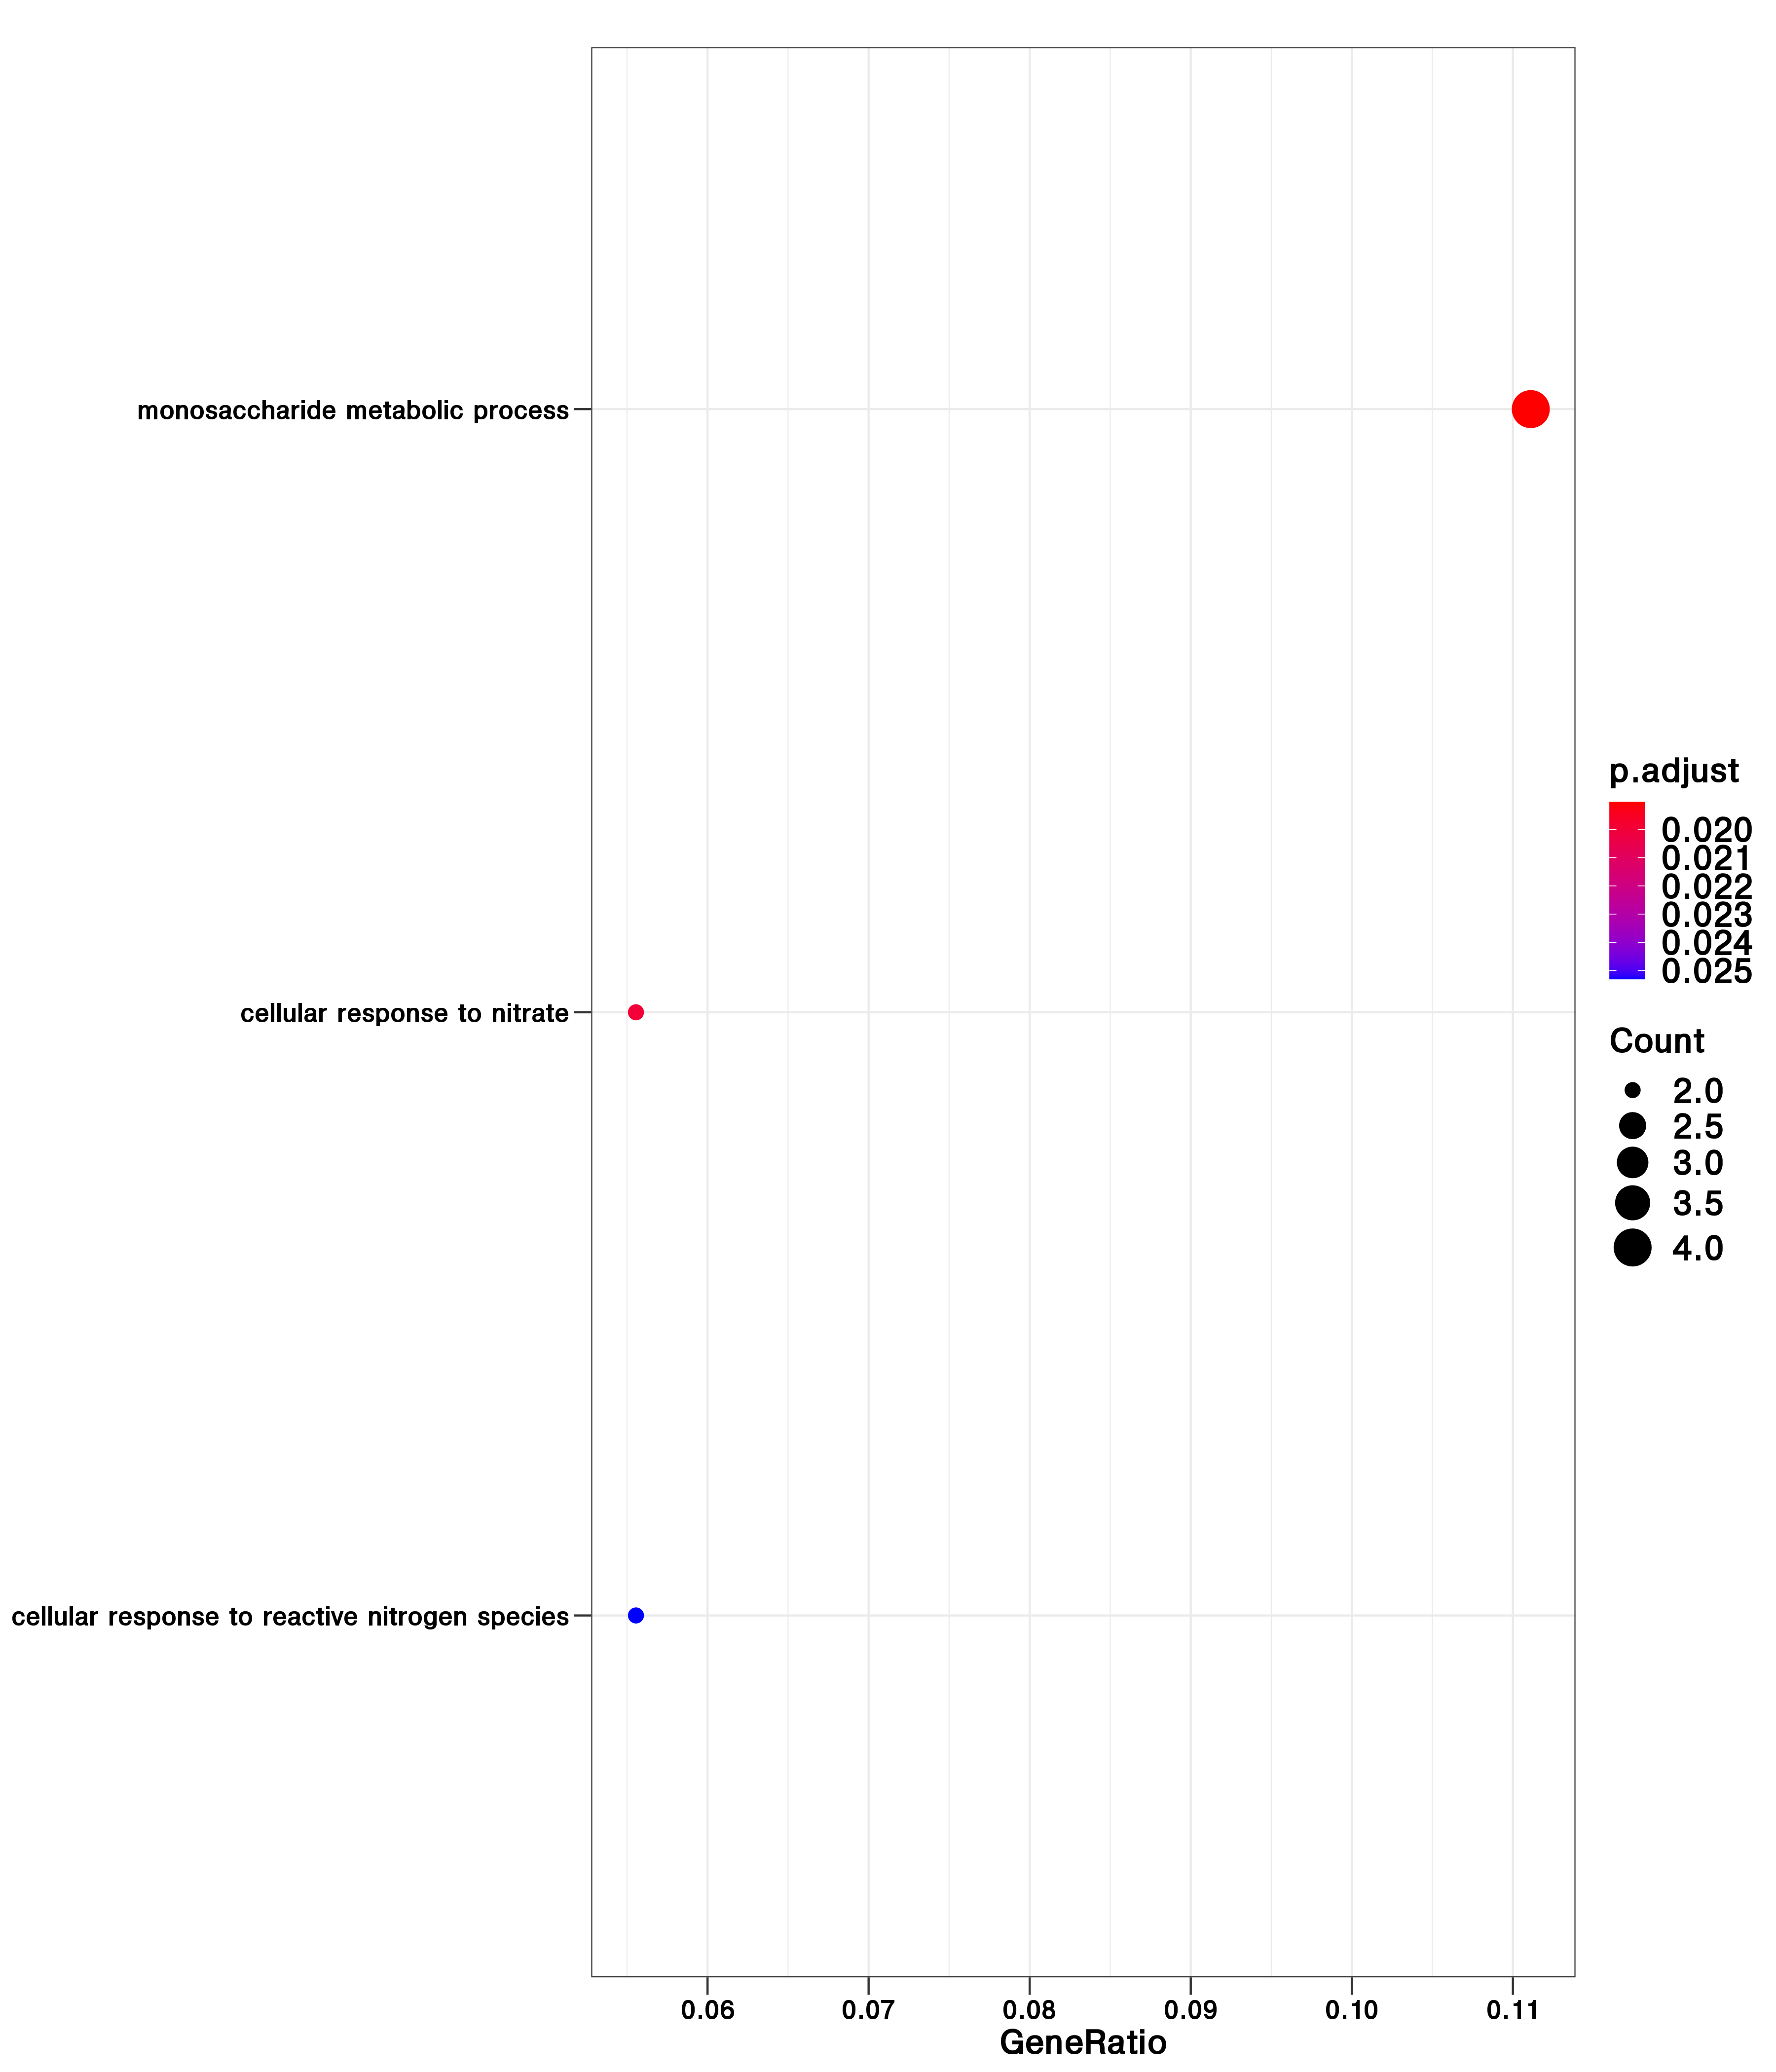 monosaccharide metabolic process
cellular response to nitrate
cellular response to reactive nitrogen species
0.06 0.07 0.08 0.09 0.10 0.11
GeneRatio
p.adjust
0.020
0.021
0.022
0.023
0.024
0.025
Count
2.0
2.5
3.0
3.5
4.0